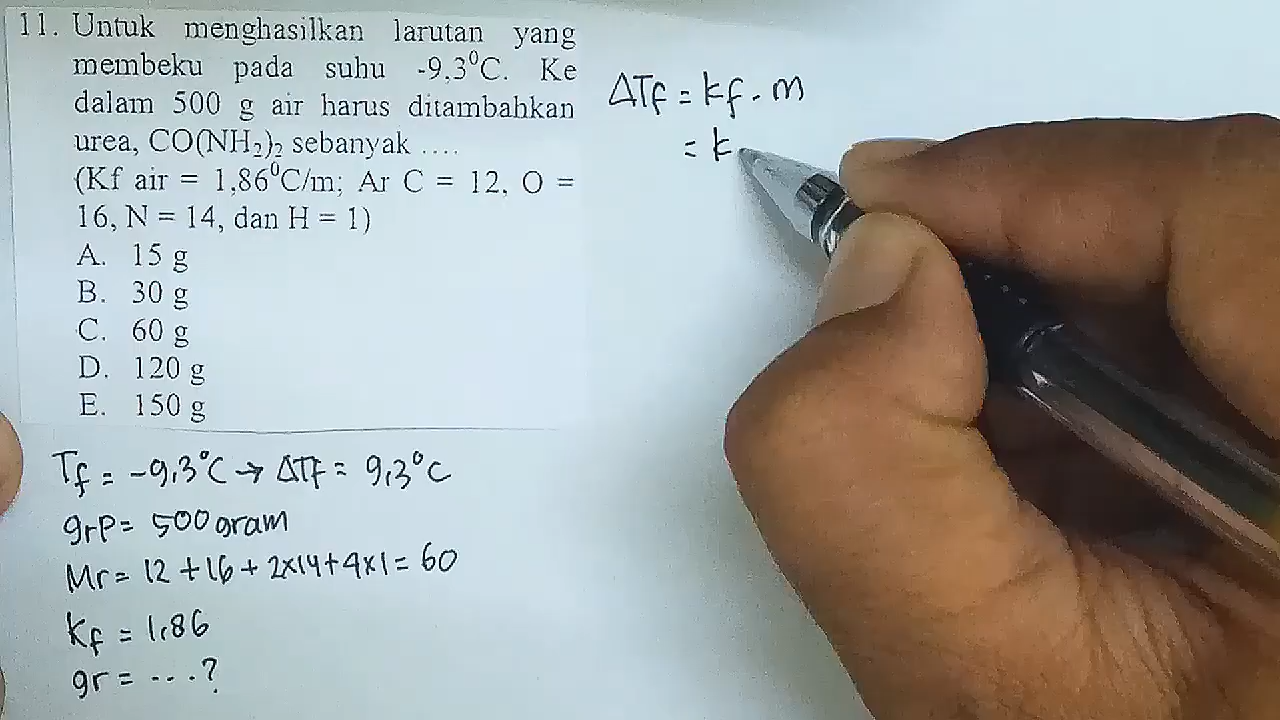 11. Untuk menghasilkan larutan yang
membeku pada suhu -9,3⁰C. Ke
dalam 500 g air harus ditambahkan
urea, CO(NH₂)₂ sebanyak ....
(Kf air = 1,86⁰C/m; Ar C = 12, O =
16, N = 14, dan H = 1)
A. 15 g
B. 30 g
C. 60 g
D. 120 g
E. 150 g
Tf = -9,3°C → ΔTf = 9,3°C
grP = 500 gram
Mr = 12 + 16 + 2x14 + 4x1 = 60
Kf = 1,86
gr = ...?
ΔTf = kf . m
= k